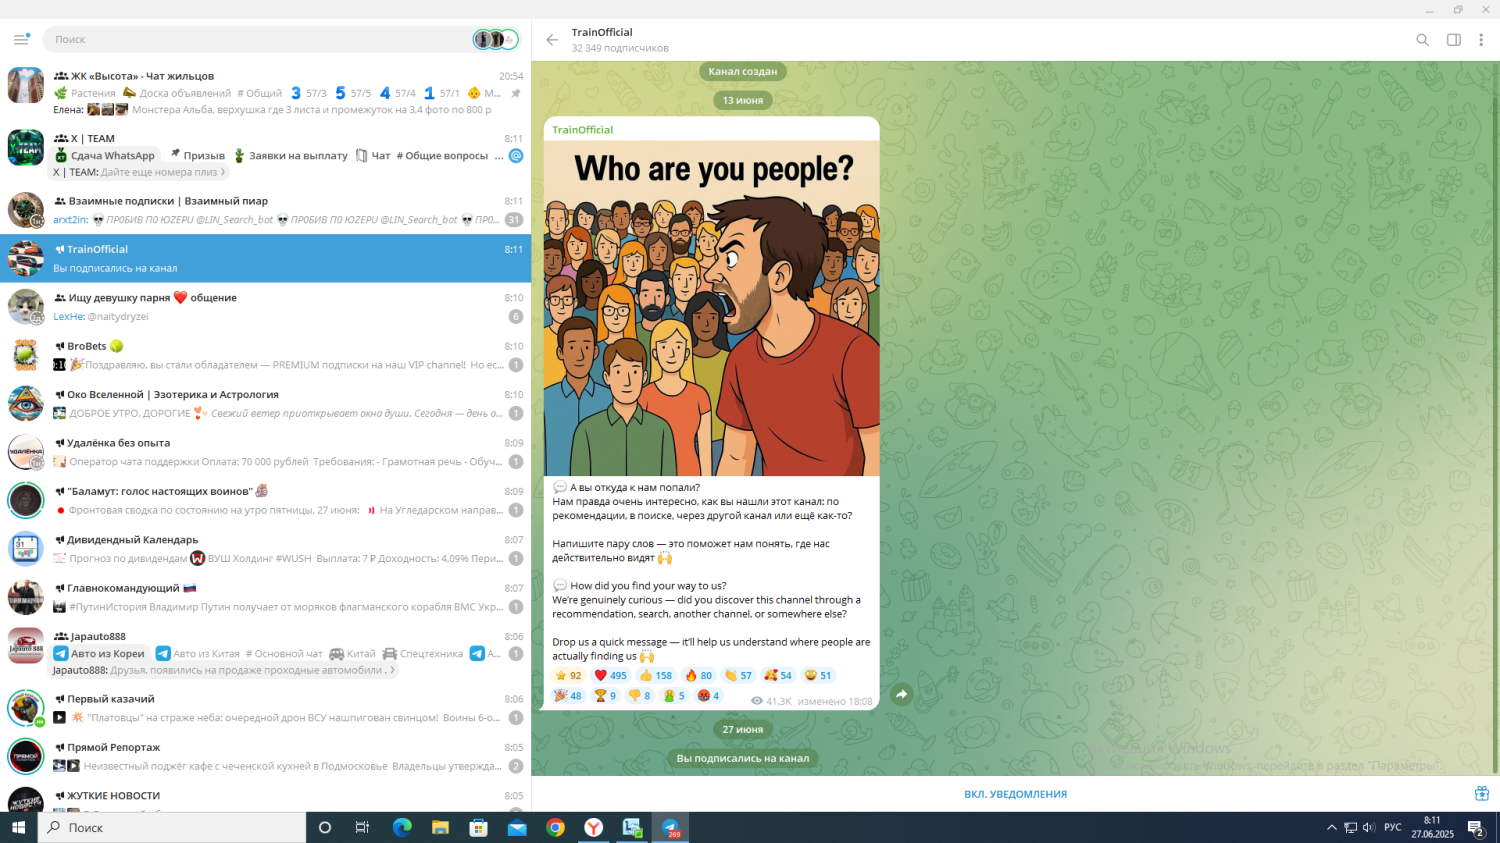 Поиск
ЖК «Высота» - Чат жильцов
20:54
Растения Доска объявлений # Общий 3 57/3 5 57/5 4 57/4 1 57/1 М...
Елена: Монстера Альба, верхушка где 3 листа и промежуток на 3,4 фото по 800 р
X | TEAM
8:11
Сдача WhatsApp Призыв Заявки на выплату Чат # Общие вопросы ... @
X | TEAM: Дайте еще номера плиз
Взаимные подписки | Взаимный пиар
8:11
arxt2in: ПР0БИВ П0 ЮZЕРU @LIN_Search_bot ПР0БИВ П0 ЮZЕРU @LIN_Search_bot ПР0...
31
TrainOfficial
8:11
Вы подписались на канал
Ищу девушку парня ❤️ общение
8:10
LexHe: @naitydryzei
6
BroBets
8:10
Поздравляю, вы стали обладателем — PREMIUM подписки на наш VIP channel! Но ес...
1
Око Вселенной | Эзотерика и Астрология
8:10
ДОБРОЕ УТРО, ДОРОГИЕ Свежий ветер приоткрывает окна души. Сегодня — день о...
1
УДАЛЁНКА
Удалёнка без опыта
8:09
Оператор чата поддержки Оплата: 70 000 рублей Требования: - Грамотная речь - Обуч...
1
"Баламут: голос настоящих воинов"
8:09
Фронтовая сводка по состоянию на утро пятницы, 27 июня: На Угледарском направ...
1
31
Дивидендный Календарь
8:07
Прогноз по дивидендам ВУШ Холдинг #WUSH Выплата: 7 ₽ Доходность: 4,09% Пери...
1
Главнокомандующий
8:07
#ПутинИстория Владимир Путин получает от моряков флагманского корабля ВМС Укр...
1
Japauto 888
Japauto888
8:06
Авто из Кореи Авто из Китая # Основной чат Китай Спецтехника А...
1
Japauto888: Друзья, появились на продаже проходные автомобили .
Первый казачий
8:06
"Платовцы" на страже неба: очередной дрон ВСУ нашпигован свинцом! Воины 6-о...
1
ПРЯМОЙ
Прямой Репортаж
8:05
Неизвестный поджёг кафе с чеченской кухней в Подмосковье Владельцы утвержда...
2
ЖУТКИЕ
ЖУТКИЕ НОВОСТИ
8:05
TrainOfficial
32 349 подписчиков
Канал создан
13 июня
TrainOfficial
Who are you people?
А вы откуда к нам попали?
Нам правда очень интересно, как вы нашли этот канал: по
рекомендации, в поиске, через другой канал или ещё как-то?
Напишите пару слов — это поможет нам понять, где нас
действительно видят
How did you find your way to us?
We're genuinely curious — did you discover this channel through a
recommendation, search, another channel, or somewhere else?
Drop us a quick message — it'll help us understand where people are
actually finding us
92 495 158 80 57 54 51
48 9 8 5 4
41.3K изменено 18:08
27 июня
Вы подписались на канал
ВКЛ. УВЕДОМЛЕНИЯ
Windows
Windows, перейдите в раздел "Параметры".
Поиск
269
РУС
8:11
27.06.2025
2